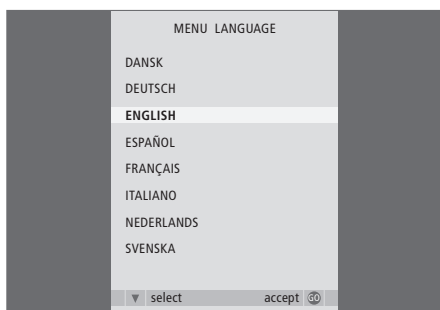 MENU LANGUAGE
DANSK
DEUTSCH
ENGLISH
ESPAÑOL
FRANÇAIS
ITALIANO
NEDERLANDS
SVENSKA
▼ select accept GO